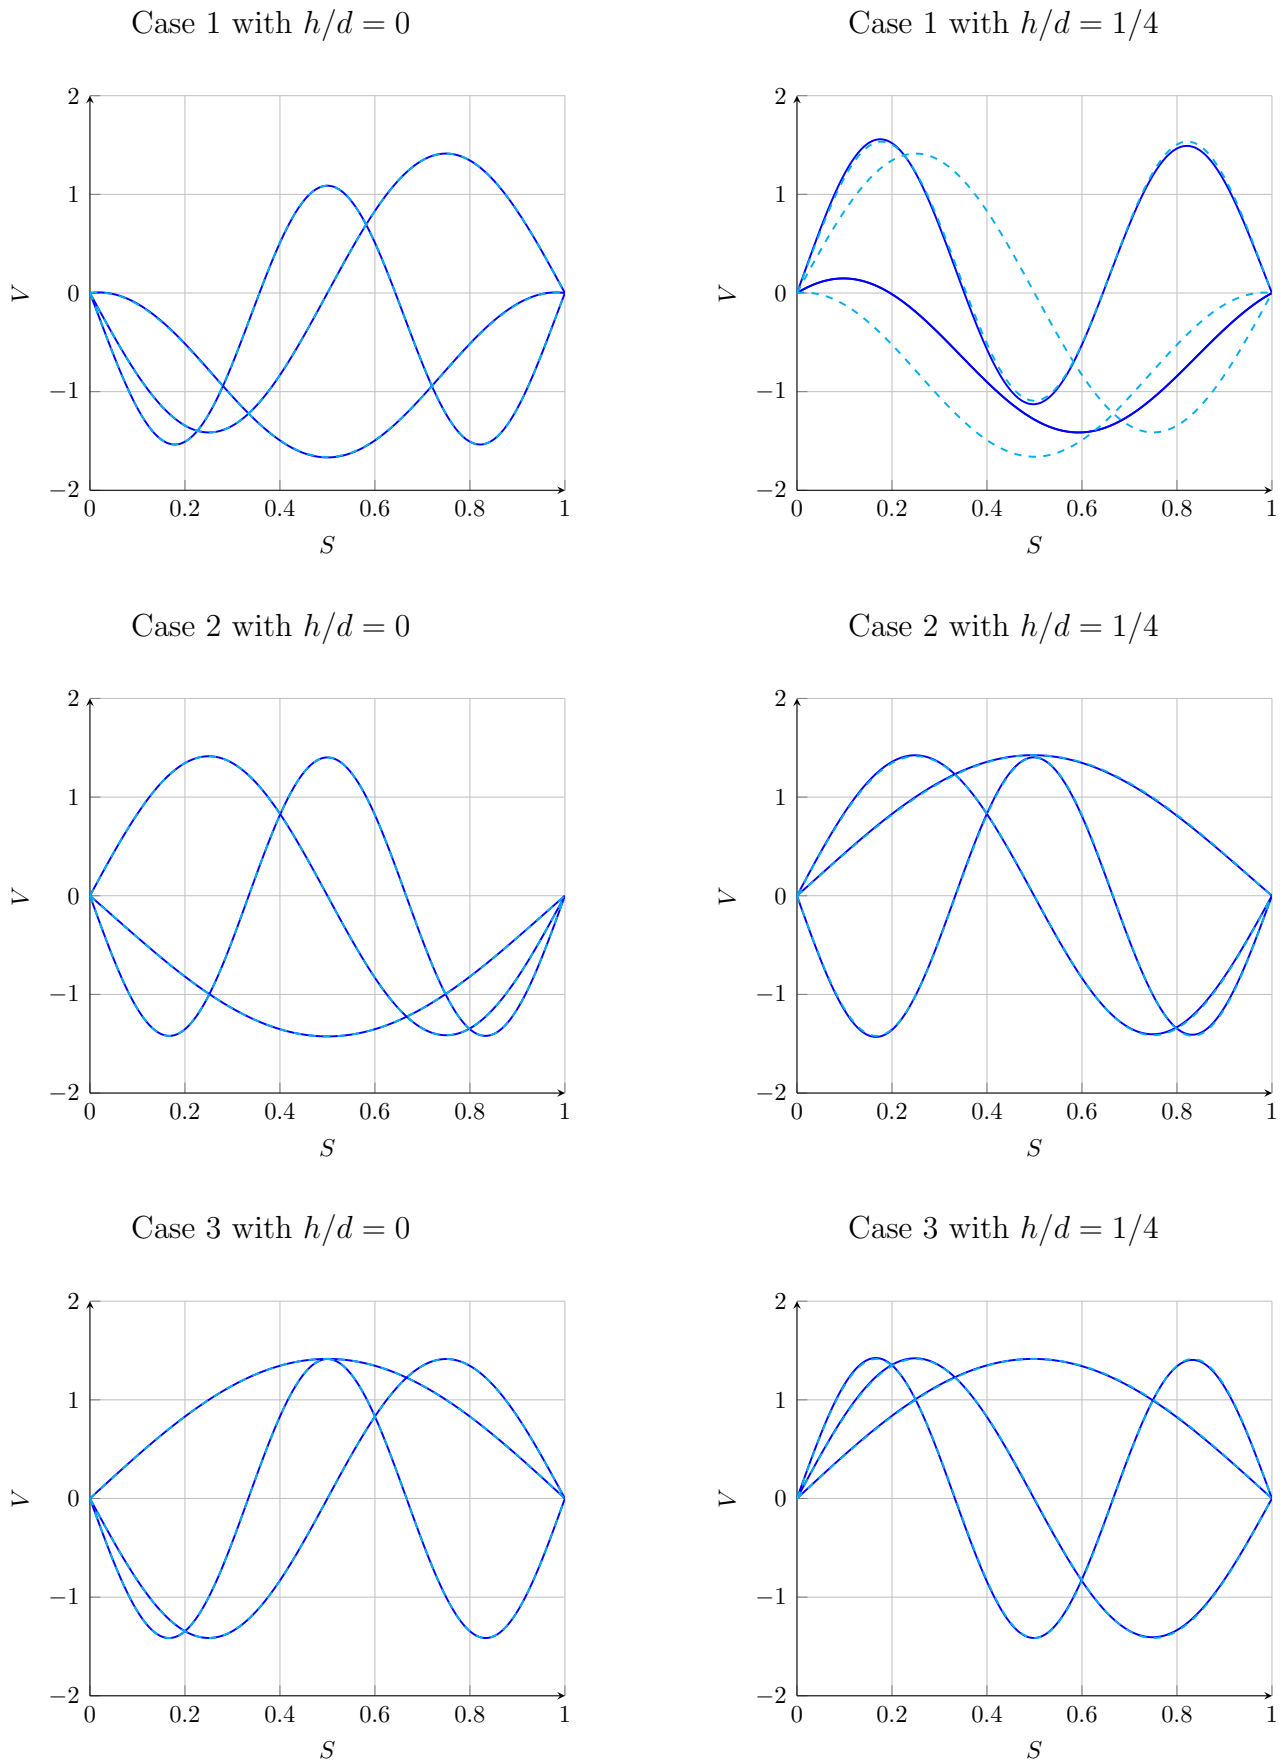 Case 1 with h/d = 0
2
1
0
−1
−2
V
0 0.2 0.4 0.6 0.8 1
S
Case 1 with h/d = 1/4
2
1
0
−1
−2
V
0 0.2 0.4 0.6 0.8 1
S
Case 2 with h/d = 0
2
1
0
−1
−2
V
0 0.2 0.4 0.6 0.8 1
S
Case 2 with h/d = 1/4
2
1
0
−1
−2
V
0 0.2 0.4 0.6 0.8 1
S
Case 3 with h/d = 0
2
1
0
−1
−2
V
0 0.2 0.4 0.6 0.8 1
S
Case 3 with h/d = 1/4
2
1
0
−1
−2
V
0 0.2 0.4 0.6 0.8 1
S